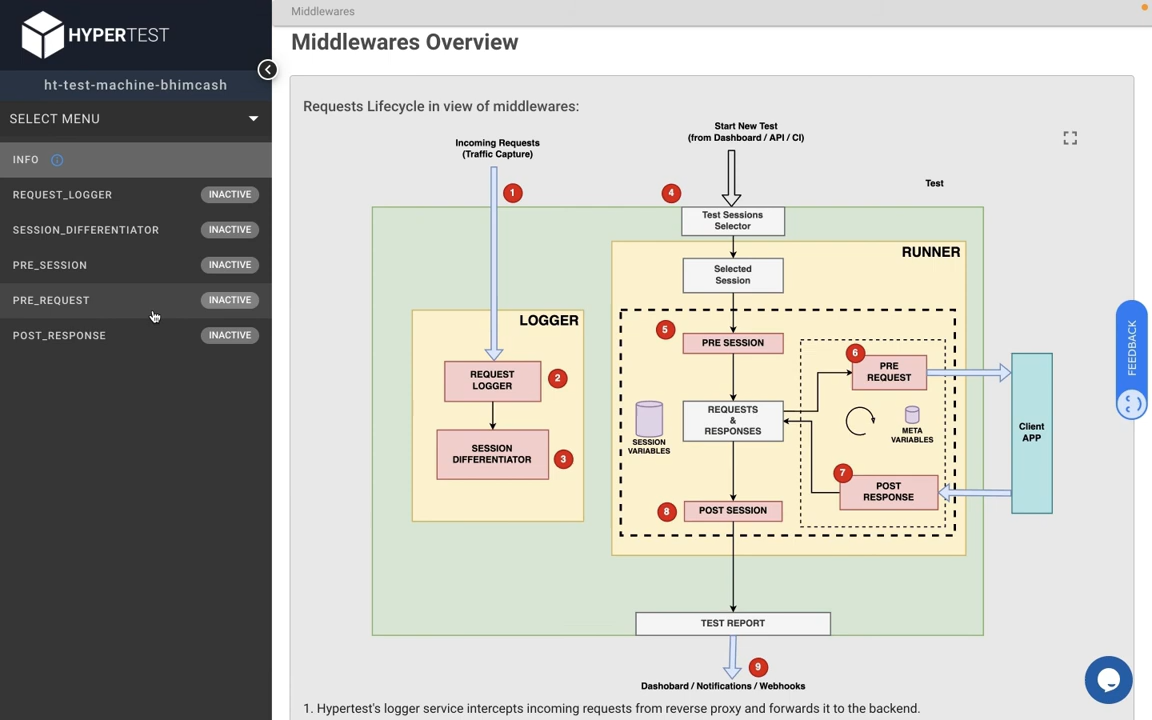 HYPERTEST
ht-test-machine-bhimcash
SELECT MENU
INFO
REQUEST_LOGGER INACTIVE
SESSION_DIFFERENTIATOR INACTIVE
PRE_SESSION INACTIVE
PRE_REQUEST INACTIVE
POST_RESPONSE INACTIVE
Middlewares
Middlewares Overview
Requests Lifecycle in view of middlewares:
Incoming Requests
(Traffic Capture)
1
Start New Test
(from Dashboard / API / CI)
4
Test
Test Sessions
Selector
RUNNER
Selected
Session
LOGGER
REQUEST
LOGGER
2
SESSION
DIFFERENTIATOR
3
5
PRE SESSION
6
PRE
REQUEST
REQUESTS
&
RESPONSES
SESSION
VARIABLES
META
VARIABLES
Client
APP
7
POST
RESPONSE
8
POST SESSION
TEST REPORT
9
Dashobard / Notifications / Webhooks
1. Hypertest's logger service intercepts incoming requests from reverse proxy and forwards it to the backend.
FEEDBACK